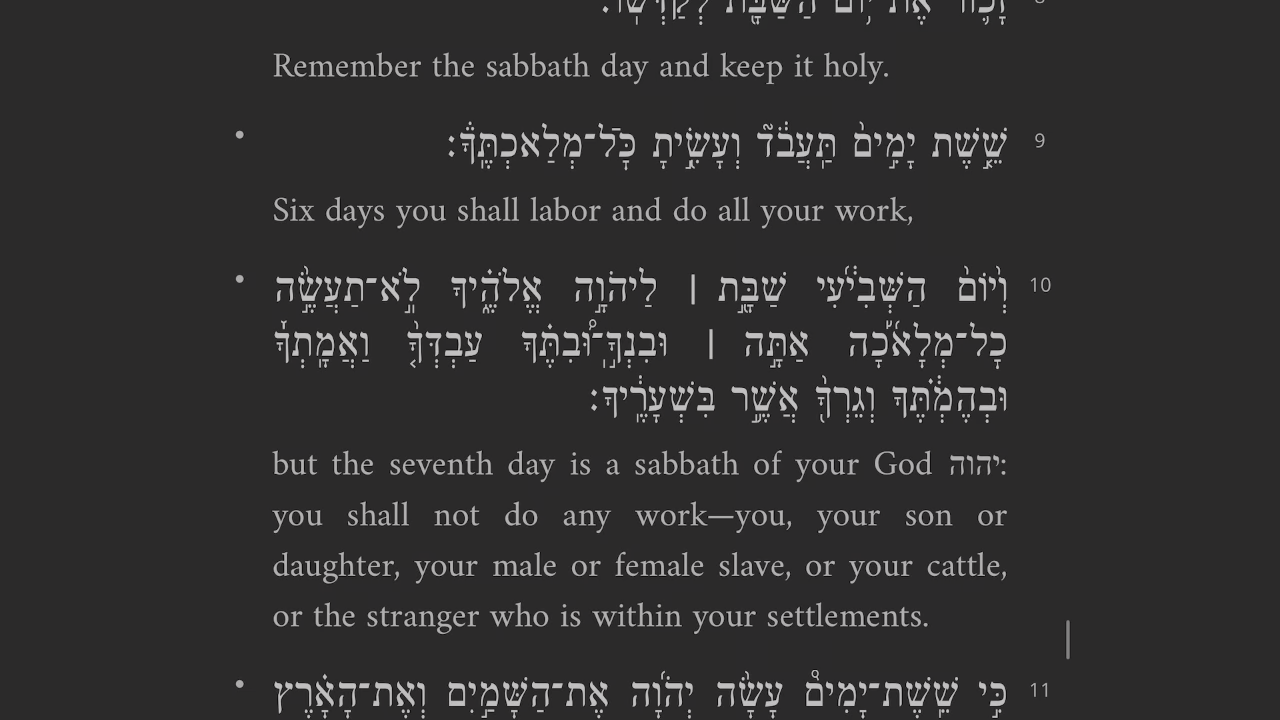 8
זָכ֛וֹר אֶת־י֥וֹם הַשַּׁבָּ֖ת לְקַדְּשֽׁוֹ׃
Remember the sabbath day and keep it holy.
• שֵׁ֤שֶׁת יָמִים֙ תַּֽעֲבֹ֔ד֮ וְעָשִׂ֖יתָ כׇּל־מְלַאכְתֶּֽךָ֒׃ 9
Six days you shall labor and do all your work,
• וְי֙וֹם֙ הַשְּׁבִיעִ֔֜י שַׁבָּ֖֣ת ׀ לַיהֹוָ֣ה אֱלֹהֶ֑֗יךָ לֹֽ֣א־תַעֲשֶׂ֣ה֩ 10
כׇל־מְלָאכָ֡֜ה אַתָּ֣ה ׀ וּבִנְךָֽ֣־וּ֠בִתֶּ֗ךָ עַבְדְּךָ֤֨ וַאֲמָֽתְךָ֜֙
וּבְהֶמְתֶּ֔֗ךָ וְגֵרְךָ֖֙ אֲשֶׁ֥֣ר בִּשְׁעָרֶֽ֔יךָ׃
but the seventh day is a sabbath of your God יהוה:
you shall not do any work—you, your son or
daughter, your male or female slave, or your cattle,
or the stranger who is within your settlements.
• כִּ֣י שֵֽׁשֶׁת־יָמִים֩ עָשָׂ֨ה יְהֹוָ֜ה אֶת־הַשָּׁמַ֣יִם וְאֶת־הָאָ֗רֶץ 11